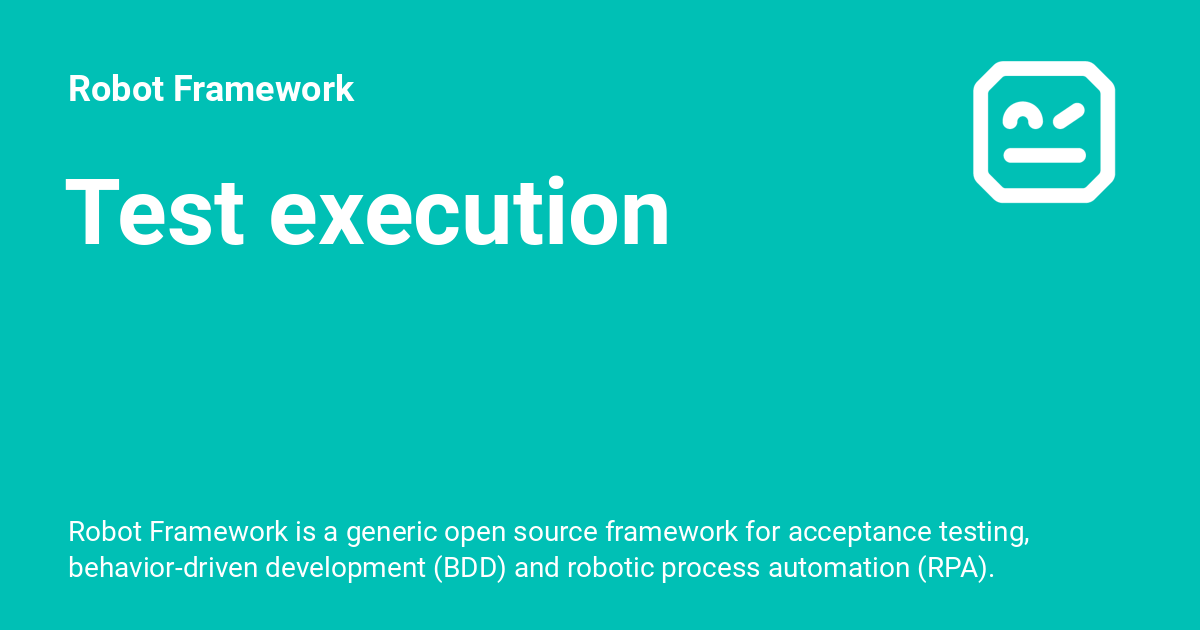 Robot Framework
Test execution
Robot Framework is a generic open source framework for acceptance testing,
behavior-driven development (BDD) and robotic process automation (RPA).